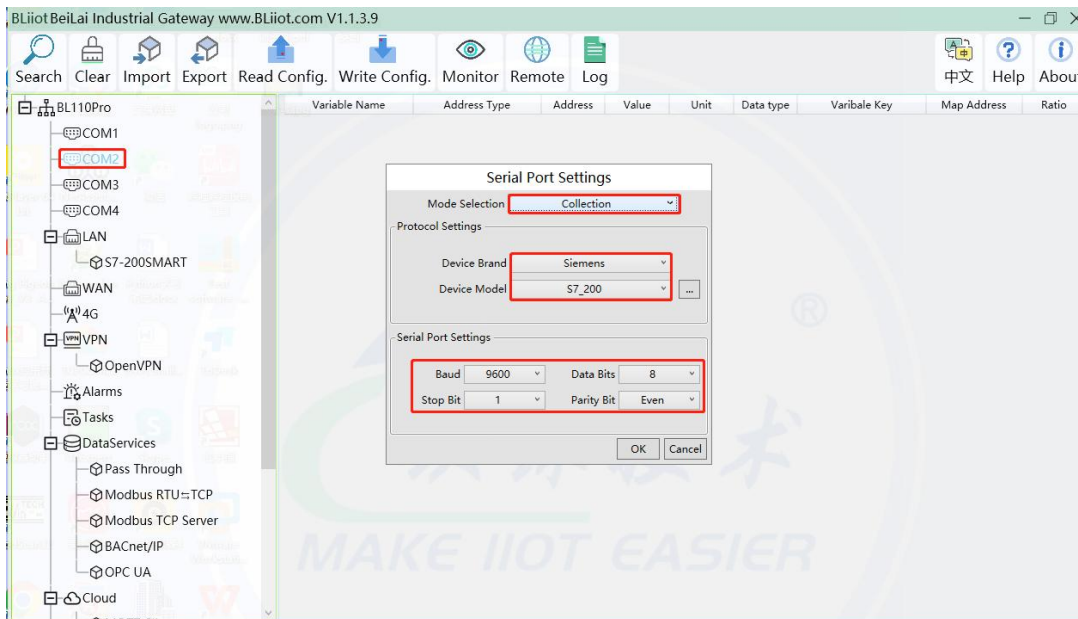 BLiiotBeiLai Industrial Gateway www.BLiiot.com V1.1.3.9
Search Clear Import Export Read Config. Write Config. Monitor Remote Log 中文 Help About
BL110Pro
COM1
COM2
COM3
COM4
LAN
S7-200SMART
WAN
4G
VPN
VPN
OpenVPN
Alarms
Tasks
DataServices
Pass Through
Modbus RTU⇆TCP
Modbus TCP Server
BACnet/IP
OPC UA
Cloud
Variable Name Address Type Address Value Unit Data type Varibale Key Map Address Ratio
Serial Port Settings
Mode Selection Collection
Protocol Settings
Device Brand Siemens
Device Model S7_200 ...
Serial Port Settings
Baud 9600 Data Bits 8
Stop Bit 1 Parity Bit Even
OK Cancel
®
MAKE IIOT EASIER